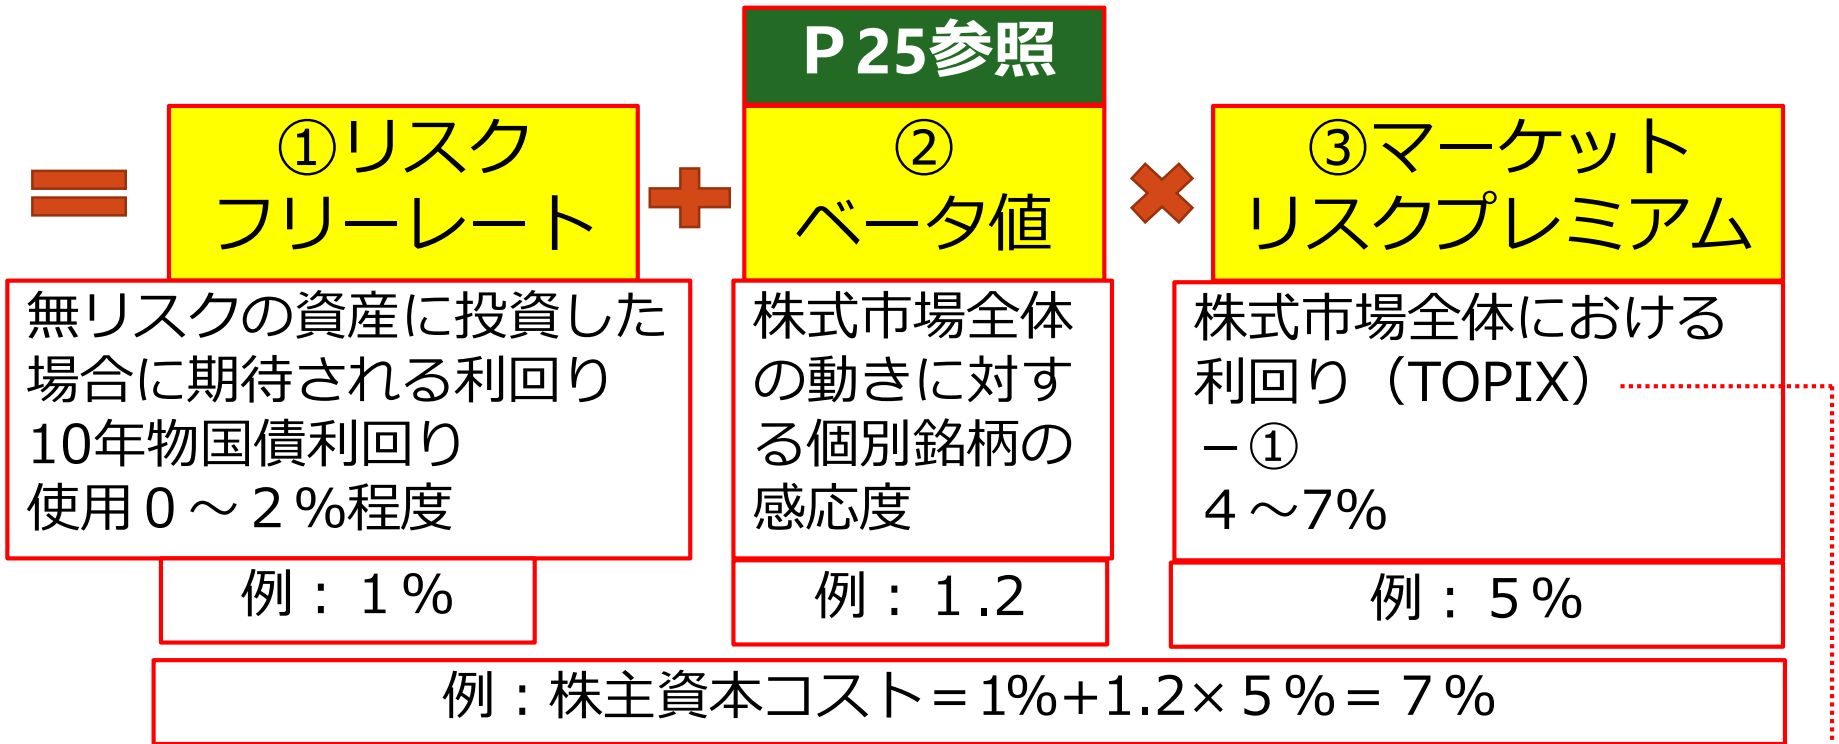 Ｐ25参照
①リスク
フリーレート
②
ベータ値
③マーケット
リスクプレミアム
無リスクの資産に投資した
場合に期待される利回り
10年物国債利回り
使用０～２%程度
株式市場全体
の動きに対す
る個別銘柄の
感応度
株式市場全体における
利回り（TOPIX）
－①
４～7%
例：１%
例：１.2
例：５%
例：株主資本コスト＝1%+1.2×５%＝７%